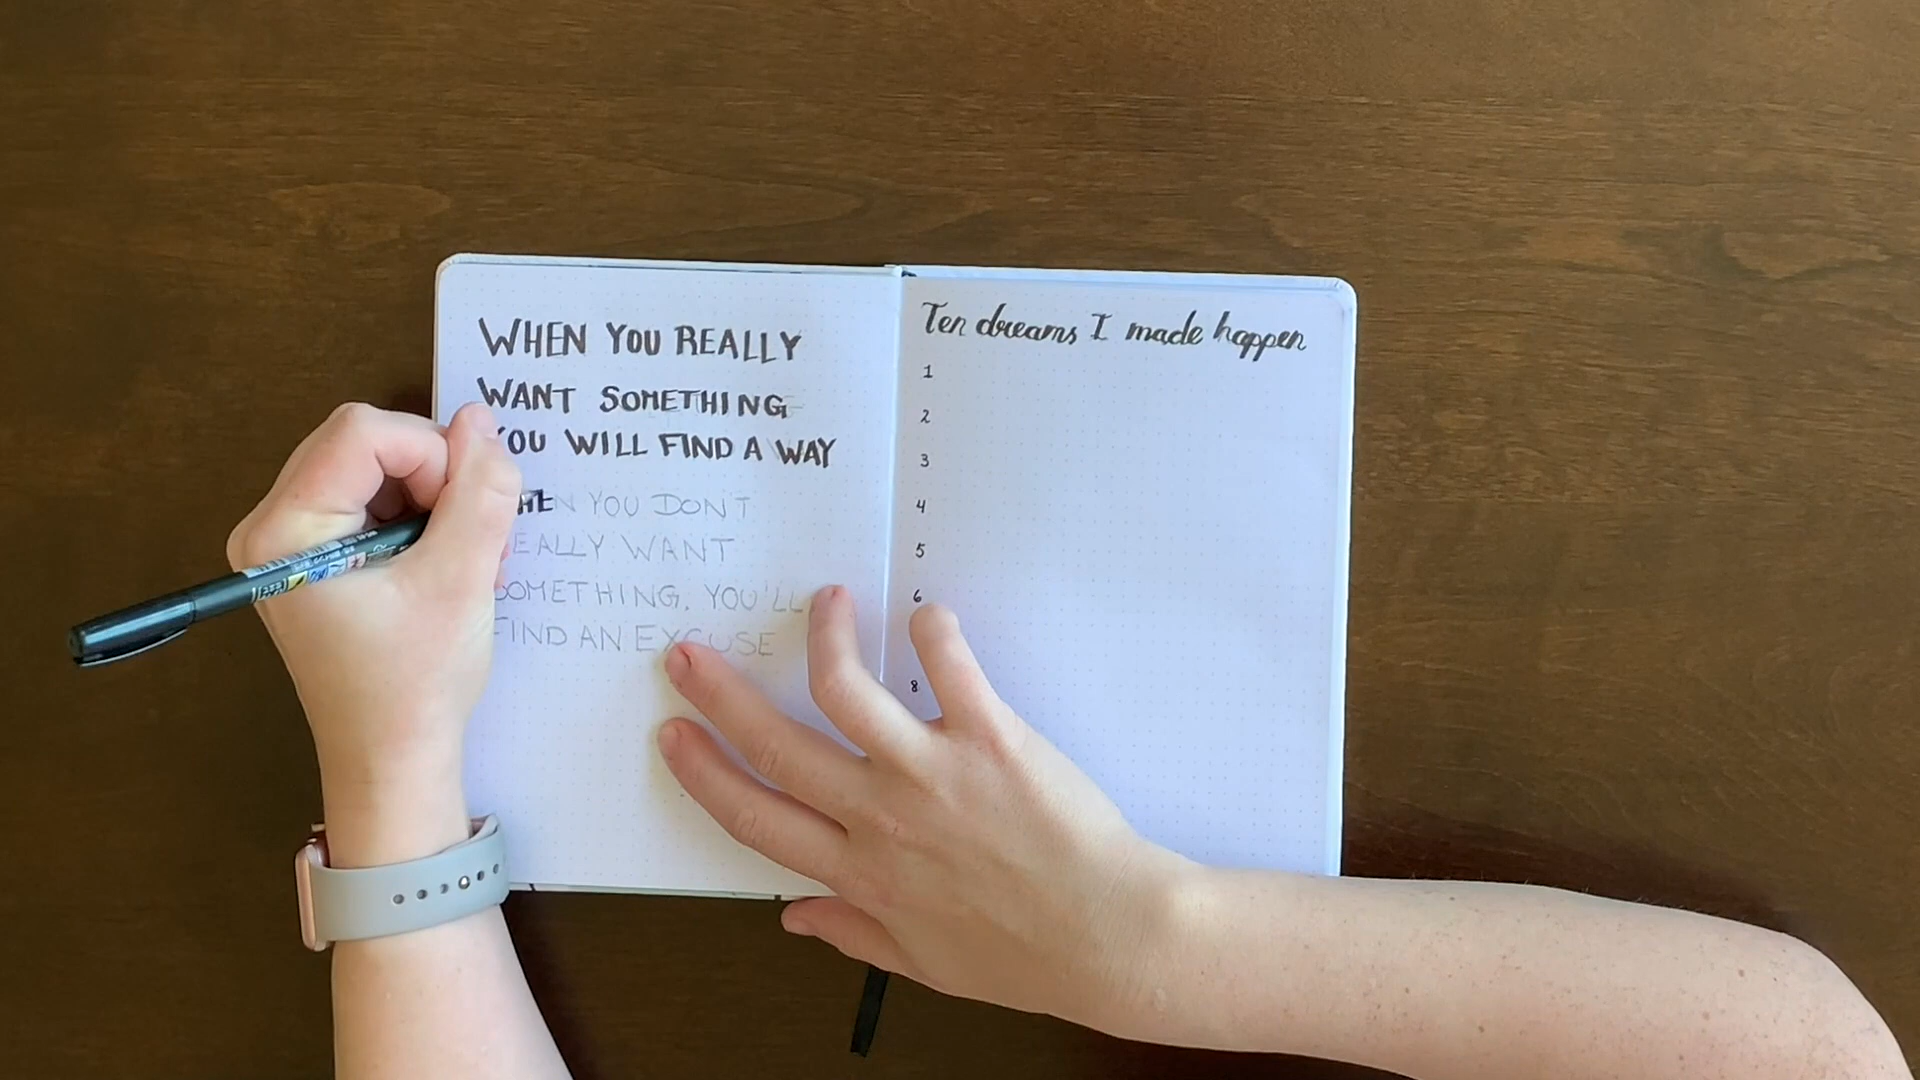 WHEN YOU REALLY
WANT SOMETHING
YOU WILL FIND A WAY
WHEN YOU DON'T
REALLY WANT
SOMETHING, YOU'LL
FIND AN EXCUSE
Ten dreams I made happen
1
2
3
4
5
6
8